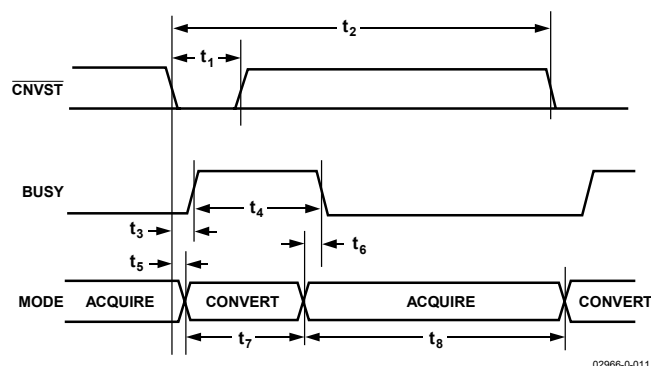 t2
t1
CNVST
BUSY
t4
t3
t6
t5
MODE ACQUIRE CONVERT ACQUIRE CONVERT
t7 t8
02966-0-011